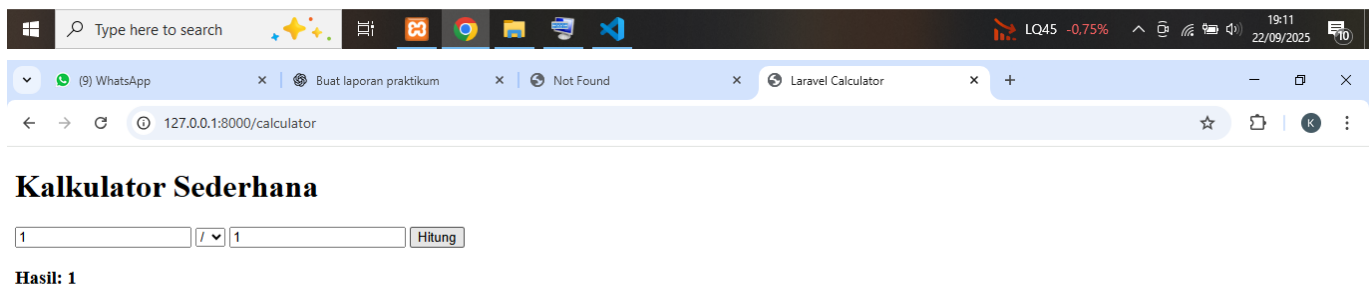 Type here to search
LQ45 -0,75%
19:11
22/09/2025
10
(9) WhatsApp
Buat laporan praktikum
Not Found
Laravel Calculator
127.0.0.1:8000/calculator
K
Kalkulator Sederhana
1 / 1 Hitung
Hasil: 1